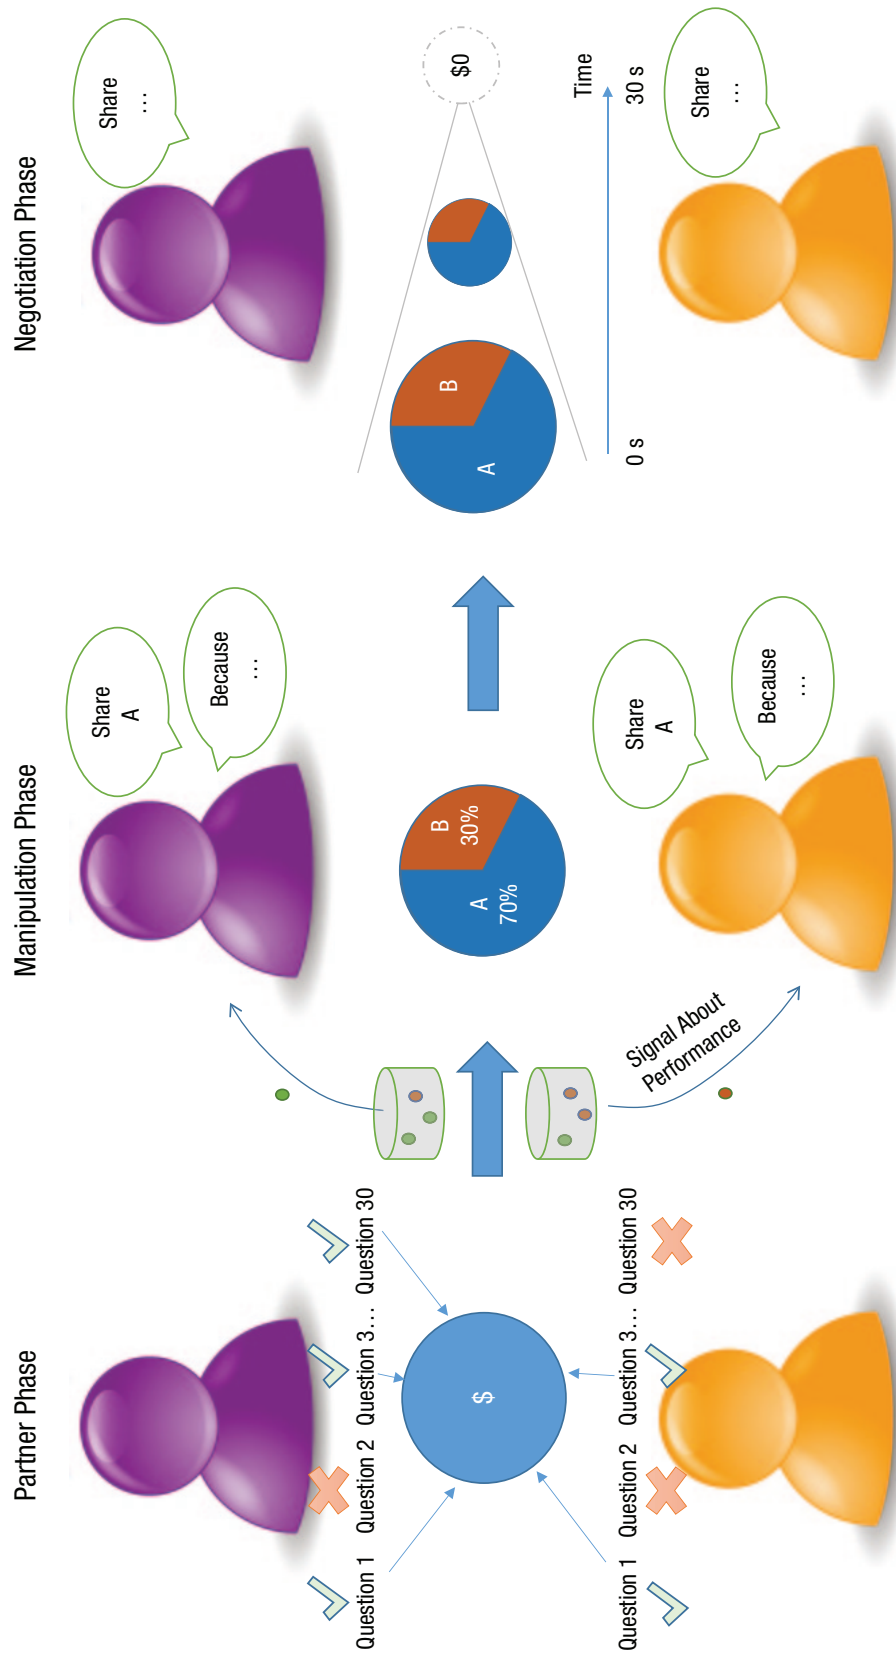 Partner Phase
Question 1
Question 2
Question 3…
Question 30
$
Question 1
Question 2
Question 3…
Question 30
Signal About
Performance
Manipulation Phase
Share
A
Because
…
A
70%
B
30%
Share
A
Because
…
Negotiation Phase
Share
…
A
B
$0
Time
0 s
30 s
Share
…